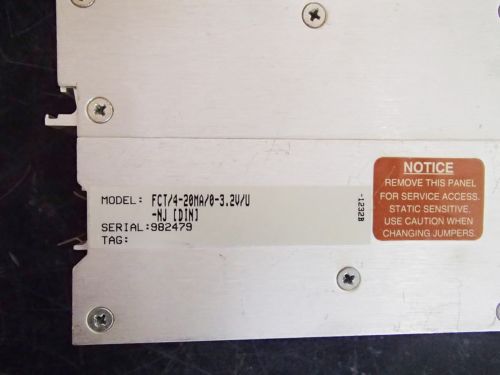 MODEL: FCT/4-20MA/0-3.2V/U
-NJ [DIN]
SERIAL:982479
TAG:
-1232B
NOTICE
REMOVE THIS PANEL
FOR SERVICE ACCESS.
STATIC SENSITIVE.
USE CAUTION WHEN
CHANGING JUMPERS.